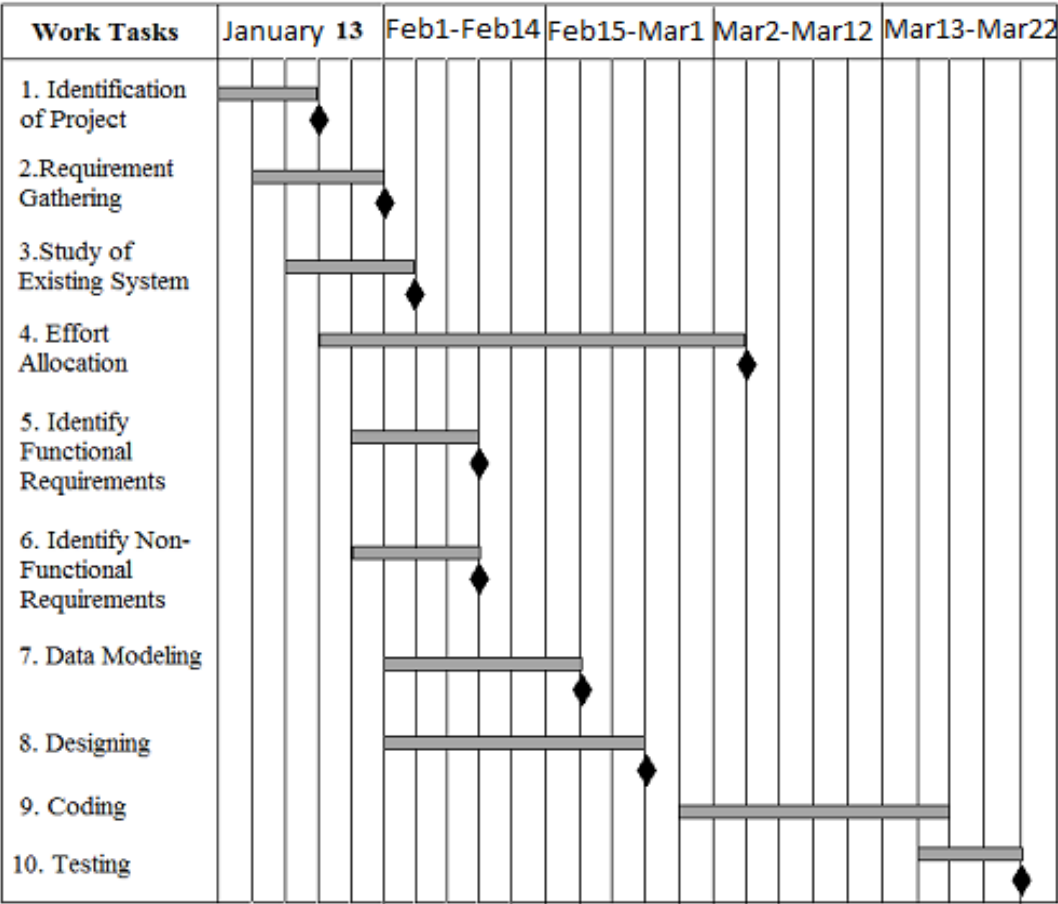 Work Tasks January 13 Feb1-Feb14 Feb15-Mar1 Mar2-Mar12 Mar13-Mar22
1. Identification
of Project
2.Requirement
Gathering
3.Study of
Existing System
4. Effort
Allocation
5. Identify
Functional
Requirements
6. Identify Non-
Functional
Requirements
7. Data Modeling
8. Designing
9. Coding
10. Testing